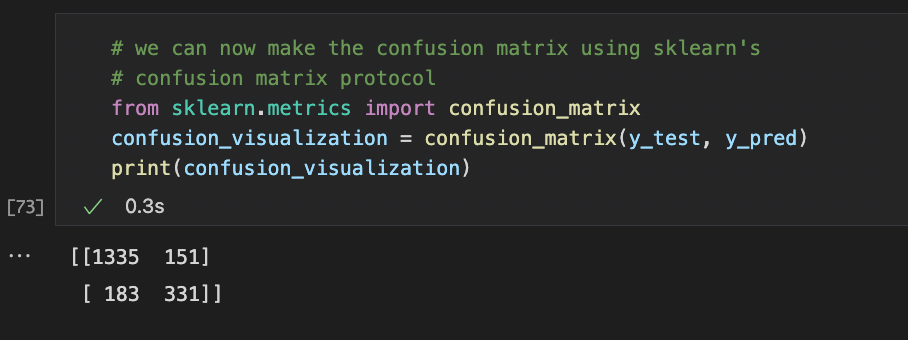 # we can now make the confusion matrix using sklearn's
# confusion matrix protocol
from sklearn.metrics import confusion_matrix
confusion_visualization = confusion_matrix(y_test, y_pred)
print(confusion_visualization)
[73] ✓ 0.3s
... [[1335  151]
 [ 183  331]]